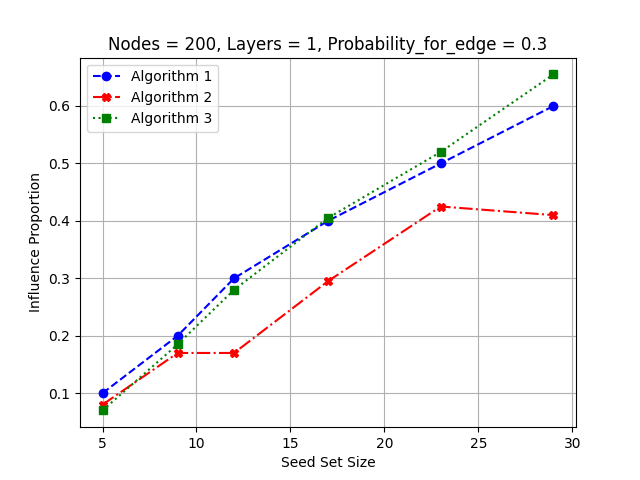 Nodes = 200, Layers = 1, Probability_for_edge = 0.3
Algorithm 1
Algorithm 2
Algorithm 3
0.6
0.5
0.4
0.3
0.2
0.1
Influence Proportion
5 10 15 20 25 30
Seed Set Size